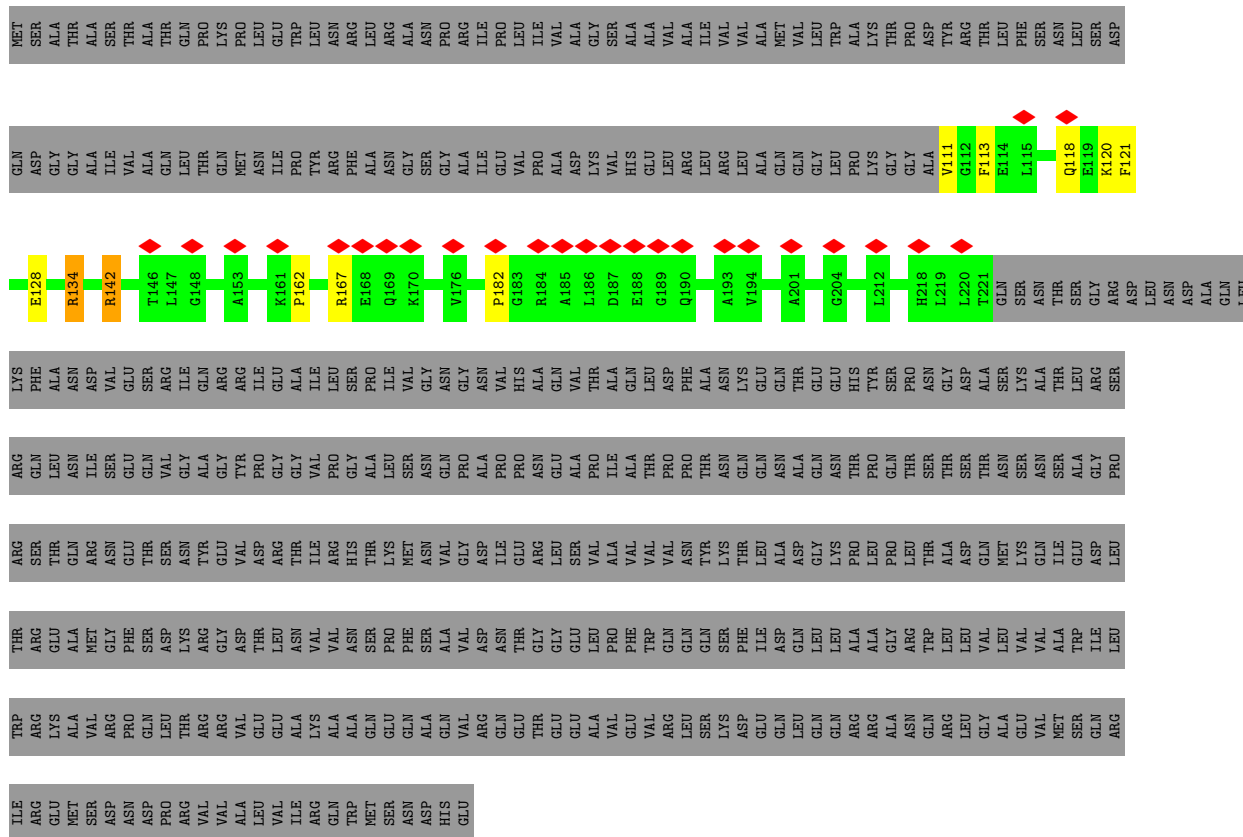 MET SER ALA THR ALA SER THR ALA THR GLN PRO LYS PRO LEU GLU TRP LEU ASN ARG LEU ARG ALA ASN PRO ARG ILE PRO LEU ILE VAL ALA GLY SER ALA ALA VAL ALA ILE VAL VAL ALA MET VAL LEU TRP ALA LYS THR PRO ASP TYR ARG THR LEU PHE SER ASN LEU SER ASP
GLN ASP GLY GLY ALA ILE VAL ALA GLN LEU THR GLN MET ASN ILE PRO TYR ARG PHE ALA ASN GLY SER GLY ALA ILE GLU VAL PRO ALA ASP LYS VAL HIS GLU LEU ARG LEU ARG LEU ALA GLN GLN GLY LEU PRO LYS GLY GLY ALA V111 G112 F113 E114 L115 Q118 E119 K120 F121
E128 R134 R142 T146 L147 G148 A153 K161 P162 R167 E168 Q169 K170 V176 P182 G183 R184 A185 L186 D187 E188 G189 Q190 A193 V194 A201 G204 L212 H218 L219 L220 T221 GLN SER ASN THR SER GLY ARG ASP LEU ASN ASP ALA GLN LEU
LYS PHE ALA ASN ASP VAL GLU SER ARG ILE GLN ARG ARG ILE GLU ALA ILE LEU SER PRO ILE VAL GLY ASN GLY ASN VAL HIS ALA GLN VAL THR ALA GLN LEU ASP PHE ALA ASN LYS GLU GLN THR GLU GLU HIS TYR SER PRO ASN GLY ASP ALA SER LYS ALA THR LEU ARG SER
ARG GLN LEU ASN ILE SER GLU GLN VAL GLY ALA GLY TYR PRO GLY GLY VAL PRO GLY ALA LEU SER ASN GLN PRO ALA PRO PRO ASN GLU ALA PRO ILE ALA THR PRO PRO THR ASN GLN GLN ASN ALA GLN ASN THR PRO GLN THR SER THR SER THR ASN SER ASN SER ALA GLY PRO
ARG SER THR GLN ARG ASN GLU THR SER ASN TYR GLU VAL ASP ARG THR ILE ARG HIS THR LYS MET ASN VAL GLY ASP ILE GLU ARG LEU SER VAL ALA VAL VAL VAL ASN TYR LYS THR LEU ALA ASP GLY LYS PRO LEU PRO LEU THR ALA ASP GLN MET LYS GLN ILE GLU ASP LEU
THR ARG GLU ALA MET GLY PHE SER ASP LYS ARG GLY ASP THR LEU ASN VAL VAL ASN SER PRO PHE SER ALA VAL ASP ASN THR GLY GLY GLU LEU PRO PHE TRP GLN GLN GLN SER PHE ILE ASP GLN LEU LEU ALA ALA GLY ARG TRP LEU LEU VAL LEU VAL VAL ALA TRP ILE LEU
TRP ARG LYS ALA VAL ARG PRO GLN LEU THR ARG ARG VAL GLU GLU ALA LYS ALA ALA GLN GLU GLN ALA GLN VAL ARG GLN GLU THR GLU GLU ALA VAL GLU VAL ARG LEU SER LYS ASP GLU GLN LEU GLN GLN ARG ARG ALA ASN GLN ARG LEU GLY ALA GLU VAL MET SER GLN ARG
ILE ARG GLU MET SER ASP ASN ASP PRO ARG VAL VAL ALA LEU VAL ILE ARG GLN TRP MET SER ASN ASP HIS GLU